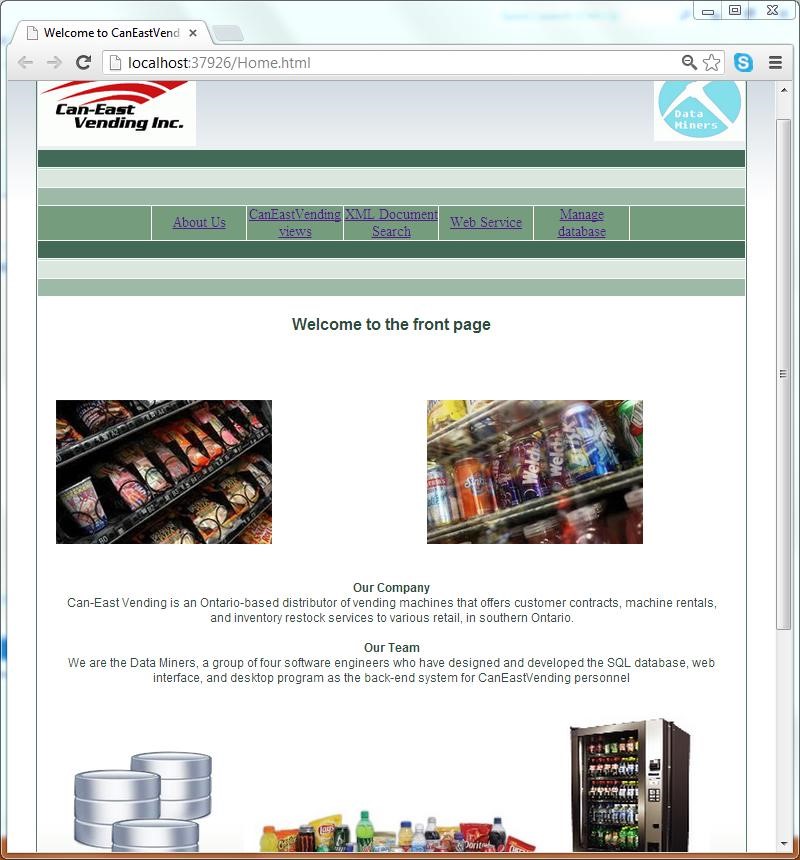 Welcome to CanEastVend
localhost:37926/Home.html
Can-East
Vending Inc.
Data
Miners
About Us
CanEastVending
views
XML Document
Search
Web Service
Manage
database
Welcome to the front page
Welch's
Our Company
Can-East Vending is an Ontario-based distributor of vending machines that offers customer contracts, machine rentals,
and inventory restock services to various retail, in southern Ontario.
Our Team
We are the Data Miners, a group of four software engineers who have designed and developed the SQL database, web
interface, and desktop program as the back-end system for CanEastVending personnel
Lays
Doritos